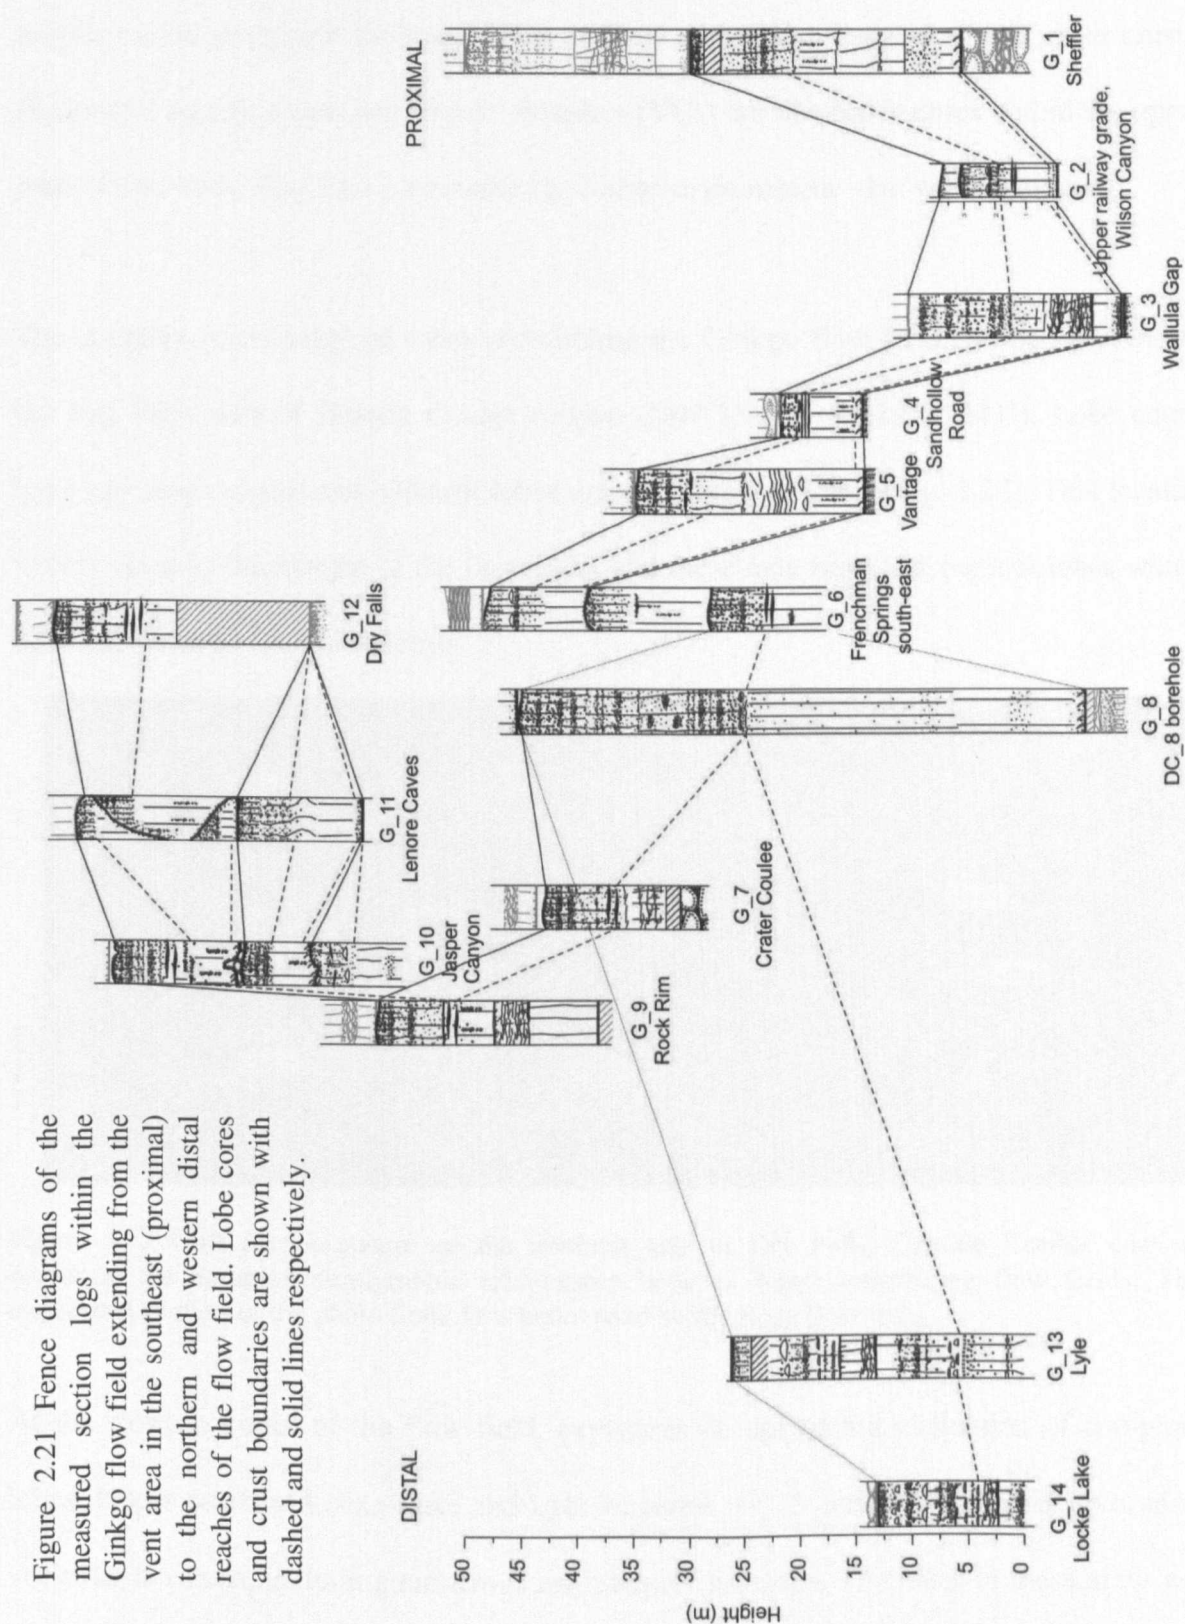 Figure 2.21 Fence diagrams of the
measured section logs within the
Ginkgo flow field extending from the
vent area in the southeast (proximal)
to the northern and western distal
reaches of the flow field. Lobe cores
and crust boundaries are shown with
dashed and solid lines respectively.
DISTAL
PROXIMAL
Height (m)
50
45
40
35
30
25
20
15
10
5
0
G_14
Locke Lake
G_13
Lyle
G_9
Rock Rim
G_10
Jasper
Canyon
G_7
Crater Coulee
G_11
Lenore Caves
G_8
DC_8 borehole
G_12
Dry Falls
G_6
Frenchman
Springs
south-east
G_5
Vantage
G_4
Sandhollow
Road
G_3
Wallula Gap
G_2
Upper railway grade,
Wilson Canyon
G_
Sheffler